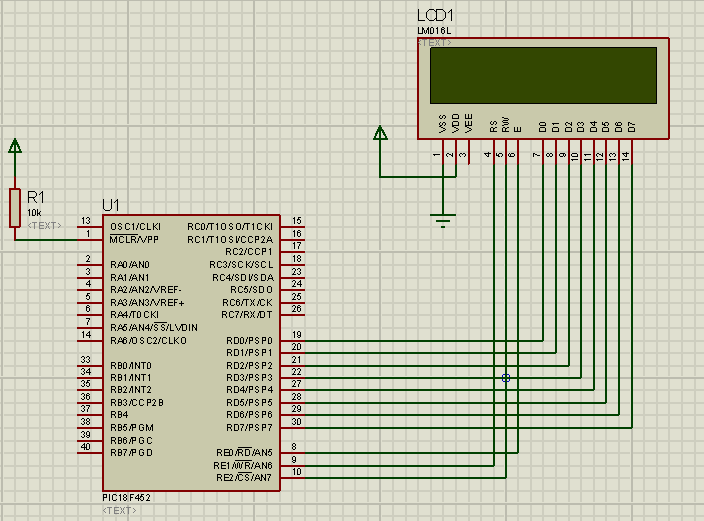 LCD1
LM016L
<TEXT>
VSS VDD VEE RS RW E D0 D1 D2 D3 D4 D5 D6 D7
1 2 3 4 5 6 7 8 9 10 11 12 13 14
R1
10k
<TEXT>
U1
13 OSC1/CLKI RC0/T1OSO/T1CKI 15
1 MCLR/VPP RC1/T1OSI/CCP2A 16
RC2/CCP1 17
2 RA0/AN0 RC3/SCK/SCL 18
3 RA1/AN1 RC4/SDI/SDA 23
4 RA2/AN2/VREF- RC5/SDO 24
5 RA3/AN3/VREF+ RC6/TX/CK 25
6 RA4/T0CKI RC7/RX/DT 26
7 RA5/AN4/SS/LVDIN
14 RA6/OSC2/CLKO RD0/PSP0 19
RD1/PSP1 20
33 RB0/INT0 RD2/PSP2 21
34 RB1/INT1 RD3/PSP3 22
35 RB2/INT2 RD4/PSP4 27
36 RB3/CCP2B RD5/PSP5 28
37 RB4 RD6/PSP6 29
38 RB5/PGM RD7/PSP7 30
39 RB6/PGC
40 RB7/PGD RE0/RD/AN5 8
RE1/WR/AN6 9
RE2/CS/AN7 10
PIC18F452
<TEXT>